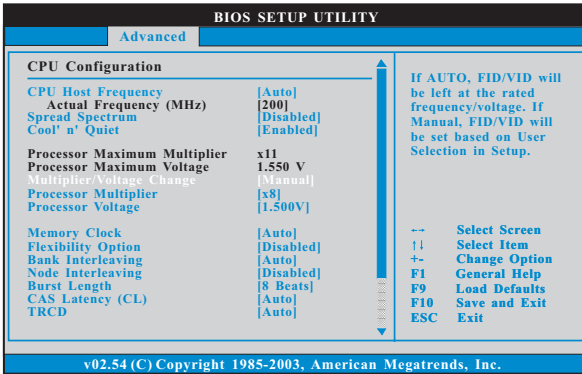 BIOS SETUP UTILITY
Advanced
CPU Configuration
CPU Host Frequency [Auto]
Actual Frequency (MHz) [200]
Spread Spectrum [Disabled]
Cool' n' Quiet [Enabled]
Processor Maximum Multiplier x11
Processor Maximum Voltage 1.550 V
Multiplier/Voltage Change [Manual]
Processor Multiplier [x8]
Processor Voltage [1.500V]
Memory Clock [Auto]
Flexibility Option [Disabled]
Bank Interleaving [Auto]
Node Interleaving [Disabled]
Burst Length [8 Beats]
CAS Latency (CL) [Auto]
TRCD [Auto]
If AUTO, FID/VID will
be left at the rated
frequency/voltage. If
Manual, FID/VID will
be set based on User
Selection in Setup.
←→ Select Screen
↑↓ Select Item
+- Change Option
F1 General Help
F9 Load Defaults
F10 Save and Exit
ESC Exit
v02.54 (C) Copyright 1985-2003, American Megatrends, Inc.